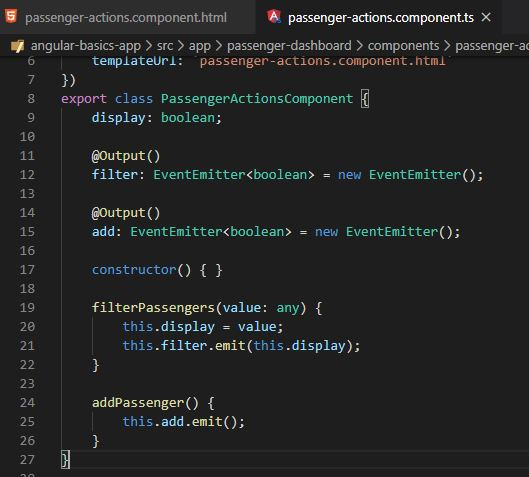 passenger-actions.component.html
passenger-actions.component.ts
angular-basics-app > src > app > passenger-dashboard > components >
6 templateUrl: 'passenger-actions.component.html'
7 })
8 export class PassengerActionsComponent {
9 display: boolean;
10
11 @Output()
12 filter: EventEmitter<boolean> = new EventEmitter();
13
14 @Output()
15 add: EventEmitter<boolean> = new EventEmitter();
16
17 constructor() { }
18
19 filterPassengers(value: any) {
20 this.display = value;
21 this.filter.emit(this.display);
22 }
23
24 addPassenger() {
25 this.add.emit();
26 }
27 }